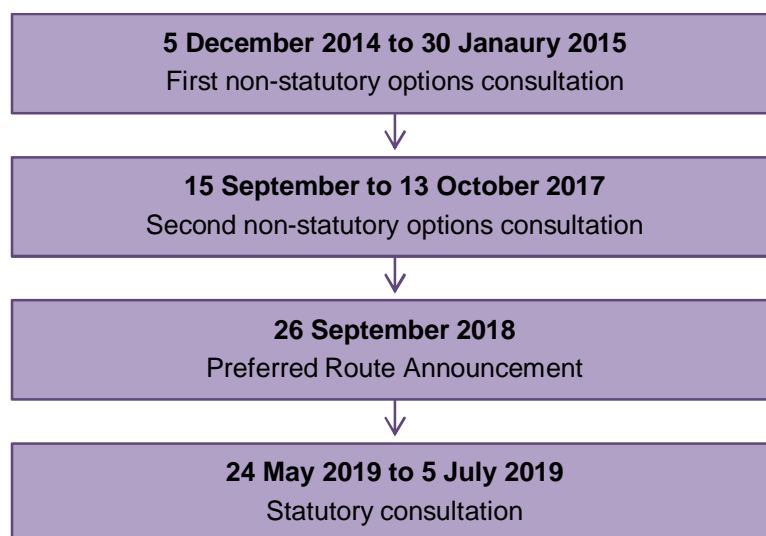 5 December 2014 to 30 Janaury 2015
First non-statutory options consultation
15 September to 13 October 2017
Second non-statutory options consultation
26 September 2018
Preferred Route Announcement
24 May 2019 to 5 July 2019
Statutory consultation